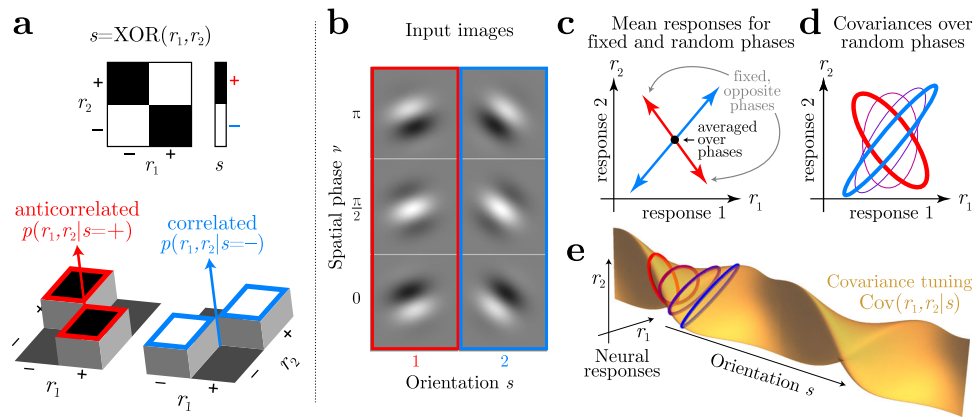 a
s=XOR(r1,r2)
+
r2
−
− r1 +
+
−
s
anticorrelated
p(r1,r2|s=+)
correlated
p(r1,r2|s=−)
+
−
− r1 +
− r1 +
+
r2
−
b
Input images
Spatial phase ν
π
π/2
0
1 2
Orientation s
c
Mean responses for
fixed and random phases
r2
response 2
fixed,
opposite
phases
averaged
over
phases
response 1
r1
d
Covariances over
random phases
r2
response 2
response 1
r1
e
r2
r1
Neural
responses
Orientation s
Covariance tuning
Cov(r1,r2|s)